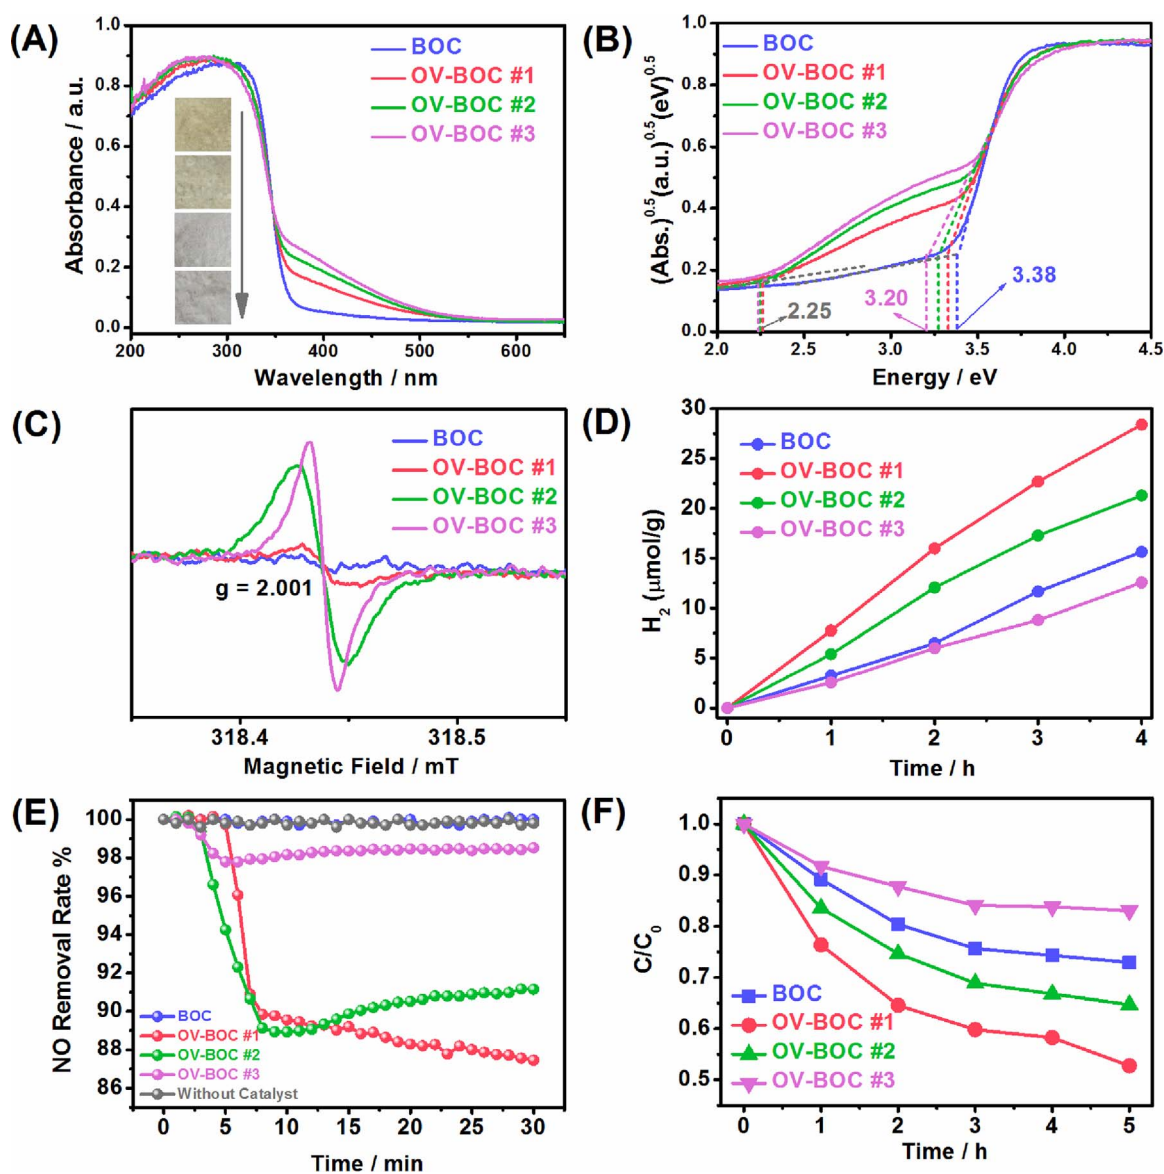 (A)
1.0
0.8
0.6
0.4
0.2
0.0
Absorbance / a.u.
BOC
OV-BOC #1
OV-BOC #2
OV-BOC #3
200 300 400 500 600
Wavelength / nm
(B)
1.0
0.8
0.6
0.4
0.2
0.0
(Abs.)^0.5(a.u.)^0.5(eV)^0.5
BOC
OV-BOC #1
OV-BOC #2
OV-BOC #3
3.38
3.20
2.25
2.0 2.5 3.0 3.5 4.0 4.5
Energy / eV
(C)
BOC
OV-BOC #1
OV-BOC #2
OV-BOC #3
g = 2.001
318.4 318.5
Magnetic Field / mT
(D)
30
25
20
15
10
5
0
H₂ (μmol/g)
BOC
OV-BOC #1
OV-BOC #2
OV-BOC #3
0 1 2 3 4
Time / h
(E)
100
98
96
94
92
90
88
86
NO Removal Rate %
BOC
OV-BOC #1
OV-BOC #2
OV-BOC #3
Without Catalyst
0 5 10 15 20 25 30
Time / min
(F)
1.0
0.9
0.8
0.7
0.6
0.5
C/C₀
BOC
OV-BOC #1
OV-BOC #2
OV-BOC #3
0 1 2 3 4 5
Time / h